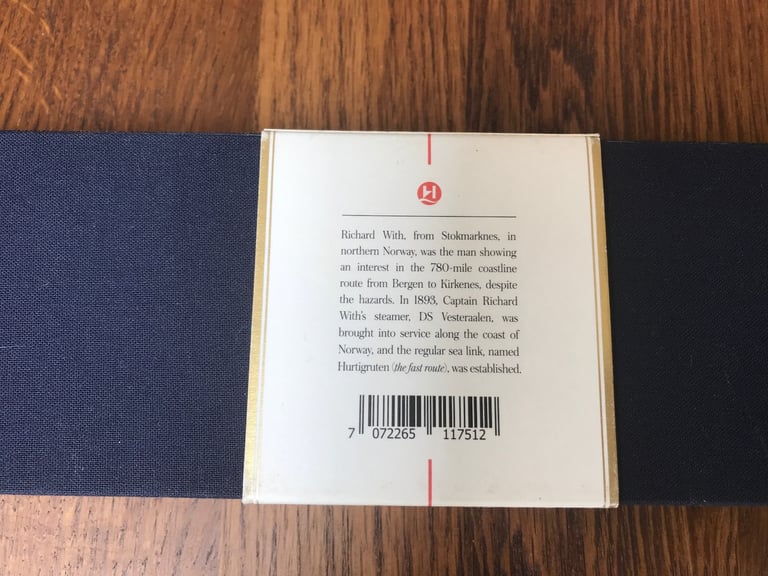 H
Richard With, from Stokmarknes, in
northern Norway, was the man showing
an interest in the 780-mile coastline
route from Bergen to Kirkenes, despite
the hazards. In 1893, Captain Richard
With's steamer, DS Vesteraalen, was
brought into service along the coast of
Norway, and the regular sea link, named
Hurtigruten (the fast route), was established.
7 072265 117512